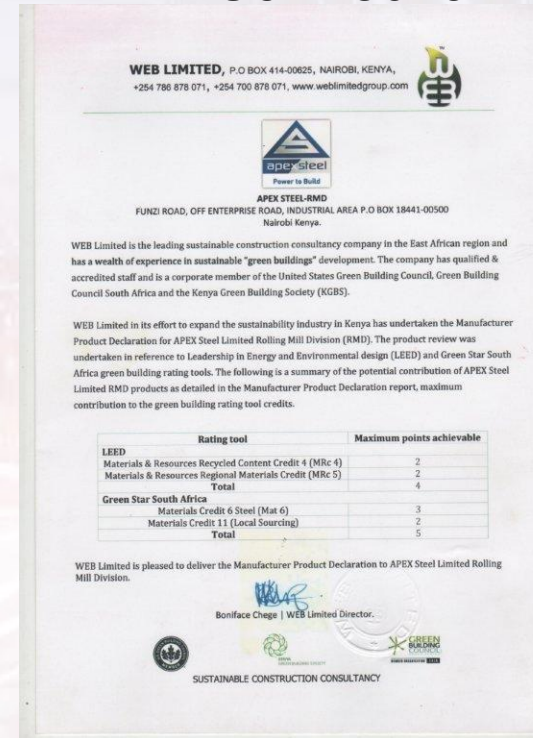 WEB LIMITED, P.O BOX 414-00625, NAIROBI, KENYA,
+254 786 878 071, +254 700 878 071, www.weblimitedgroup.com
WEB
apex steel
Power to Build
APEX STEEL-RMD
FUNZI ROAD, OFF ENTERPRISE ROAD, INDUSTRIAL AREA P.O BOX 18441-00500
Nairobi Kenya.
WEB Limited is the leading sustainable construction consultancy company in the East African region and
has a wealth of experience in sustainable "green buildings" development. The company has qualified &
accredited staff and is a corporate member of the United States Green Building Council, Green Building
Council South Africa and the Kenya Green Building Society (KGBS).
WEB Limited in its effort to expand the sustainability industry in Kenya has undertaken the Manufacturer
Product Declaration for APEX Steel Limited Rolling Mill Division (RMD). The product review was
undertaken in reference to Leadership in Energy and Environmental design (LEED) and Green Star South
Africa green building rating tools. The following is a summary of the potential contribution of APEX Steel
Limited RMD products as detailed in the Manufacturer Product Declaration report, maximum
contribution to the green building rating tool credits.
Rating tool Maximum points achievable
LEED
Materials & Resources Recycled Content Credit 4 (MRc 4) 2
Materials & Resources Regional Materials Credit (MRc 5) 2
Total 4
Green Star South Africa
Materials Credit 6 Steel (Mat 6) 3
Materials Credit 11 (Local Sourcing) 2
Total 5
WEB Limited is pleased to deliver the Manufacturer Product Declaration to APEX Steel Limited Rolling
Mill Division.
Boniface Chege | WEB Limited Director.
GREEN
BUILDING
COUNCIL
SUSTAINABLE CONSTRUCTION CONSULTANCY